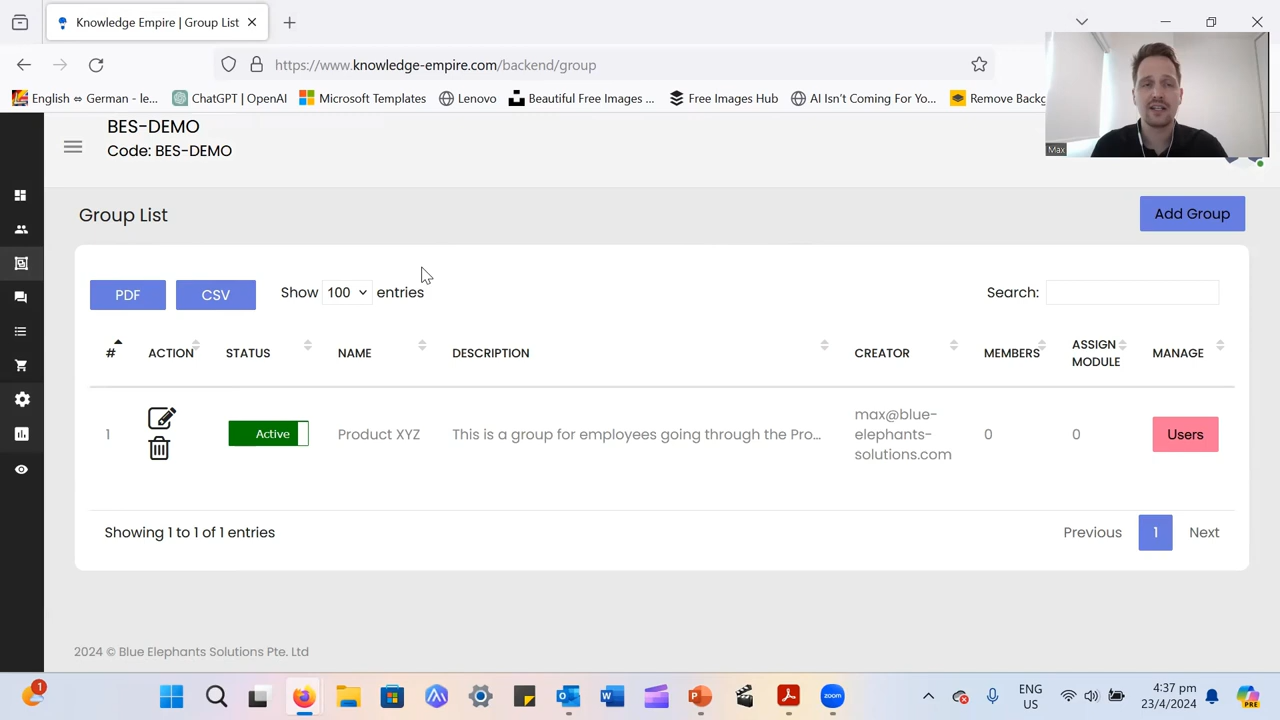 Knowledge Empire | Group List
https://www.knowledge-empire.com/backend/group
English ⇔ German - le...
ChatGPT | OpenAI
Microsoft Templates
Lenovo
Beautiful Free Images ...
Free Images Hub
AI Isn't Coming For Yo...
Remove Backg
Max
BES-DEMO
Code: BES-DEMO
Group List
Add Group
PDF
CSV
Show 100 entries
Search:
#
ACTION
STATUS
NAME
DESCRIPTION
CREATOR
MEMBERS
ASSIGN
MODULE
MANAGE
1
Active
Product XYZ
This is a group for employees going through the Pro...
max@blue-
elephants-
solutions.com
0
0
Users
Showing 1 to 1 of 1 entries
Previous
1
Next
2024 © Blue Elephants Solutions Pte. Ltd
1
ENG
US
4:37 pm
23/4/2024
PRE